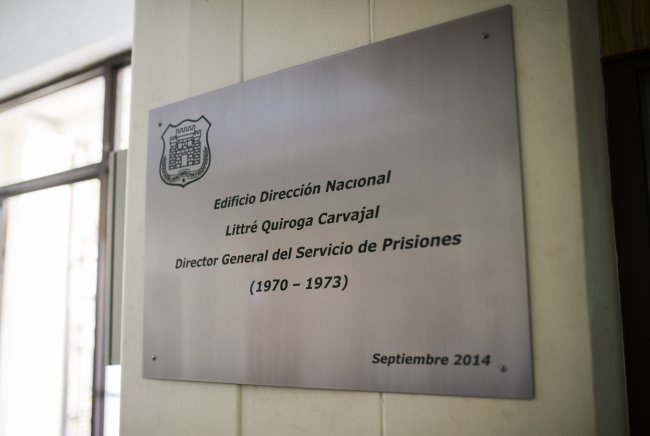 Edificio Dirección Nacional
Littré Quiroga Carvajal
Director General del Servicio de Prisiones
(1970 – 1973)
Septiembre 2014